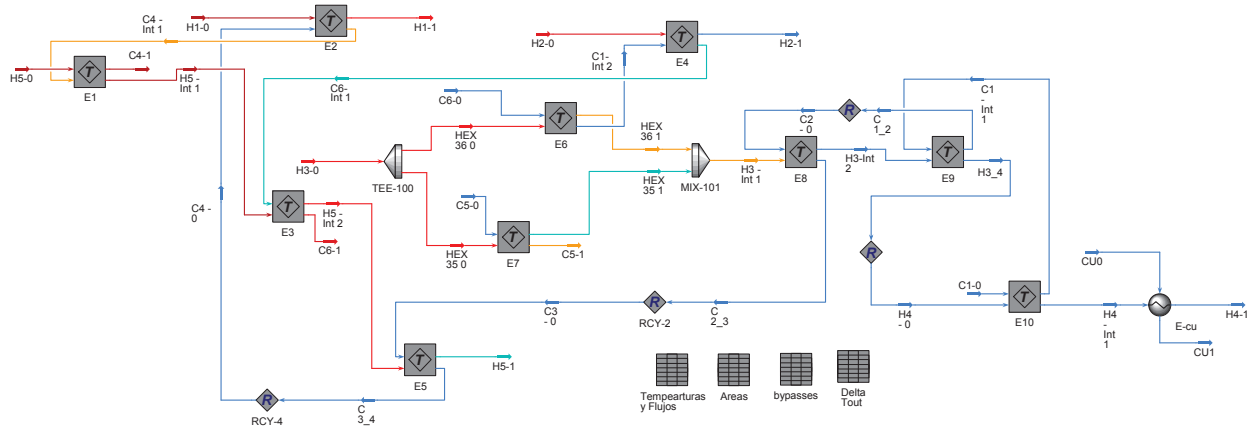 C4 -
Int 1
H1-0
H1-1
T
E2
C4-1
H5-0
T
E1
H5 -
Int 1
H2-0
C1-
Int 2
T
E4
H2-1
C6-
Int 1
C6-0
T
E6
HEX
36 0
HEX
36 1
H3-0
TEE-100
MIX-101
H3 -
Int 1
C5-0
HEX
35 0
T
E7
HEX
35 1
C5-1
C4 -
0
T
E3
H5 -
Int 2
C6-1
C2
- 0
R
C
1_2
C1
- Int
1
T
E8
H3-Int
2
T
E9
H3_4
R
CU0
C1-0
H4
- 0
T
E10
H4
-
Int
1
E-cu
H4-1
CU1
C3
- 0
R
RCY-2
C
2_3
T
E5
H5-1
R
RCY-4
C
3_4
Tempearturas
y Flujos
Areas
bypasses
Delta
Tout